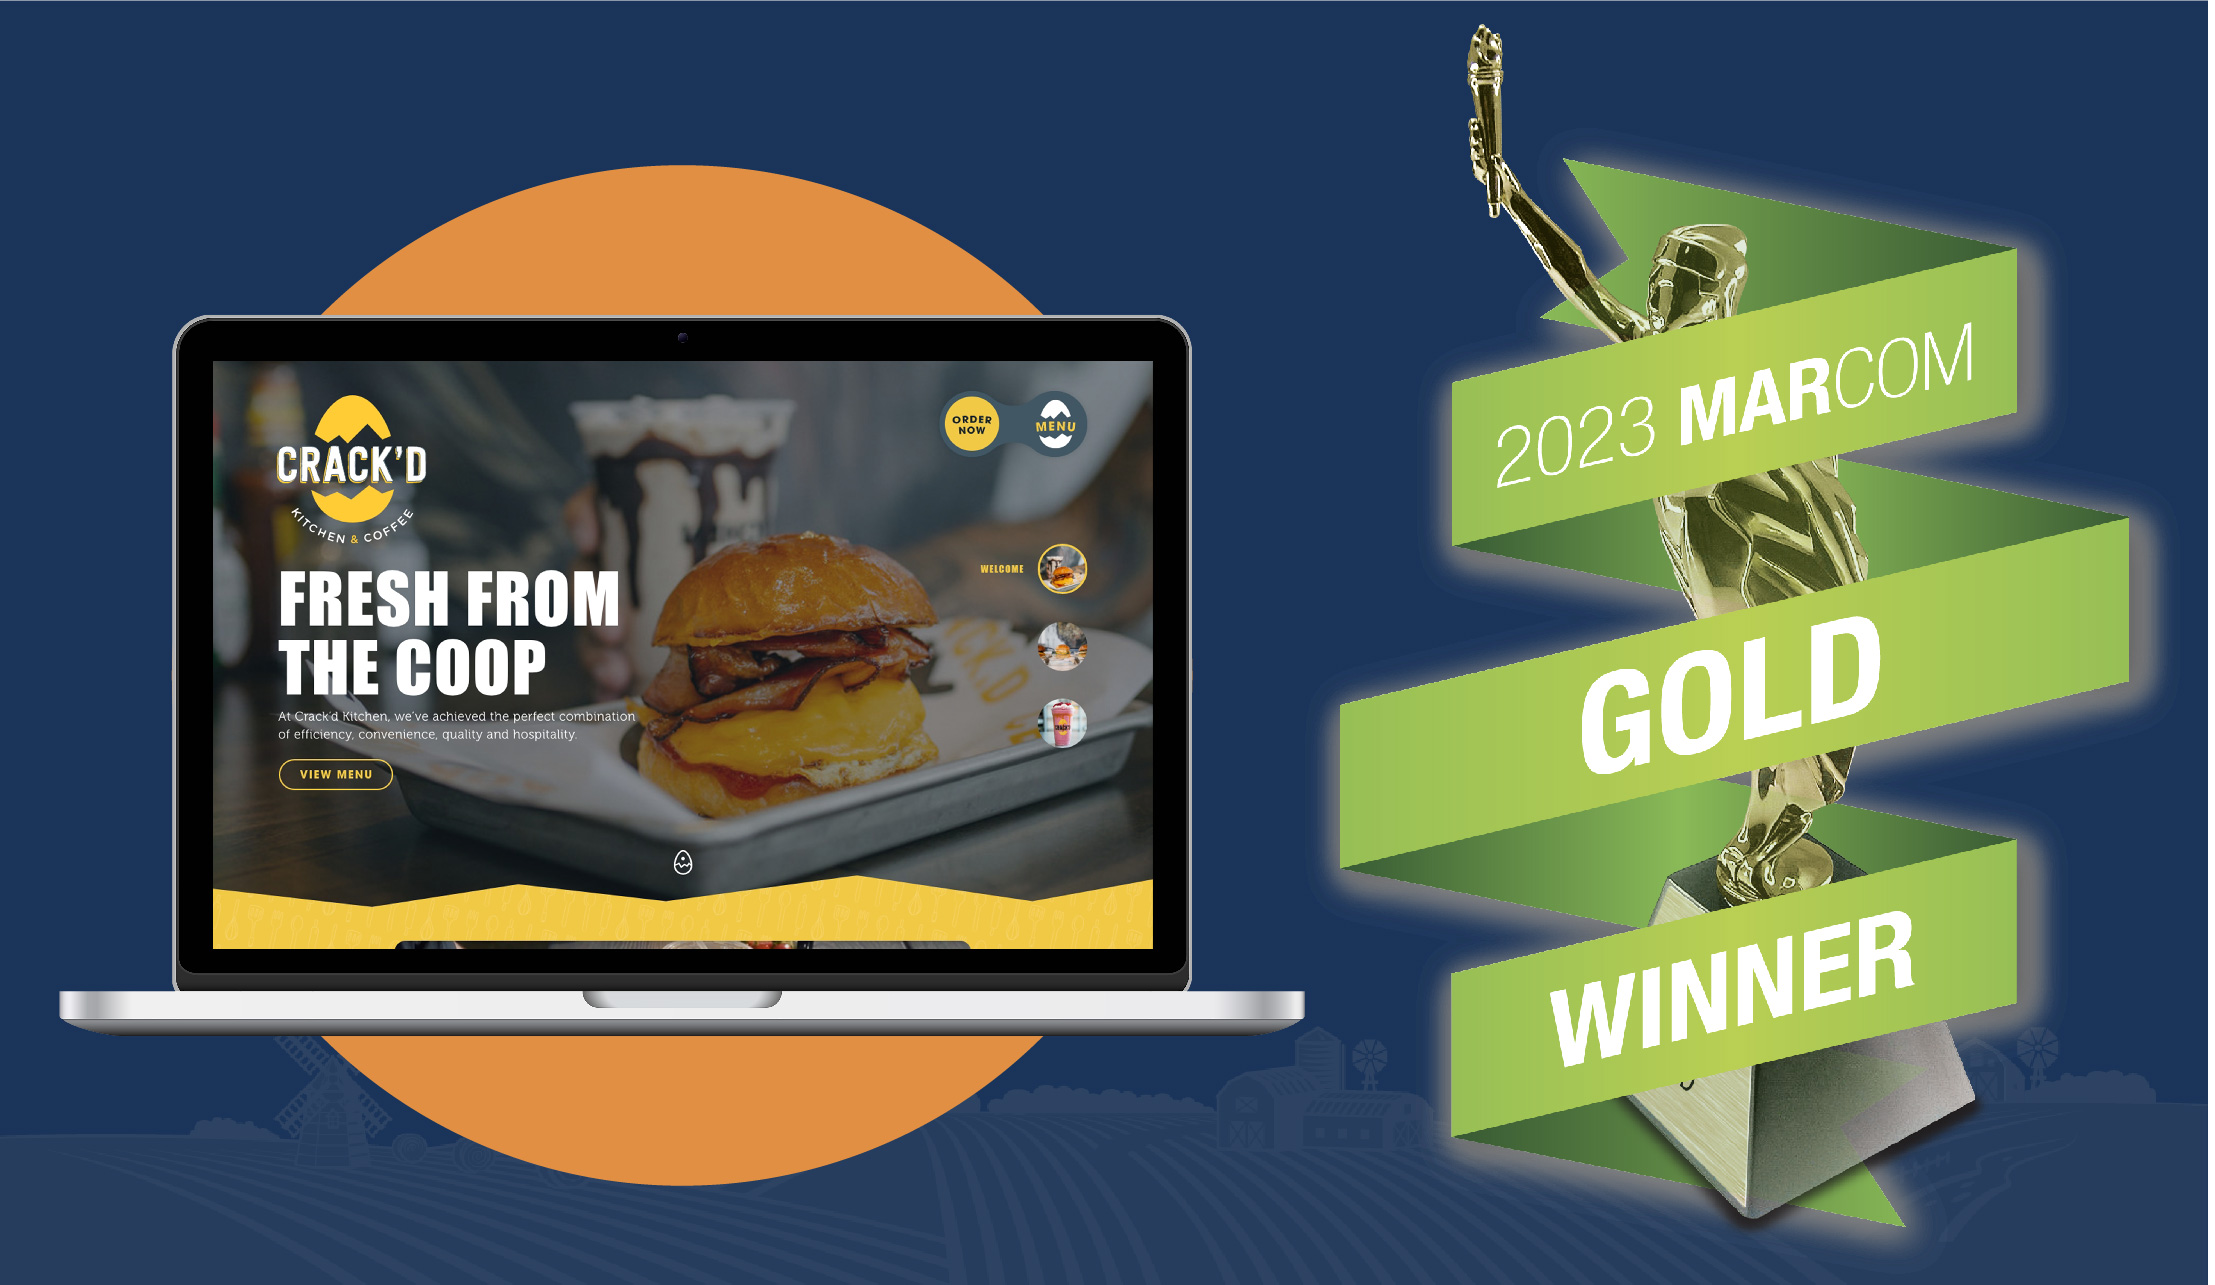 CRACK'D
KITCHEN & COFFEE
ORDER
NOW
MENU
WELCOME
FRESH FROM
THE COOP
At Crack'd Kitchen, we've achieved the perfect combination
of efficiency, convenience, quality and hospitality.
VIEW MENU
2023 MARCOM
GOLD
WINNER